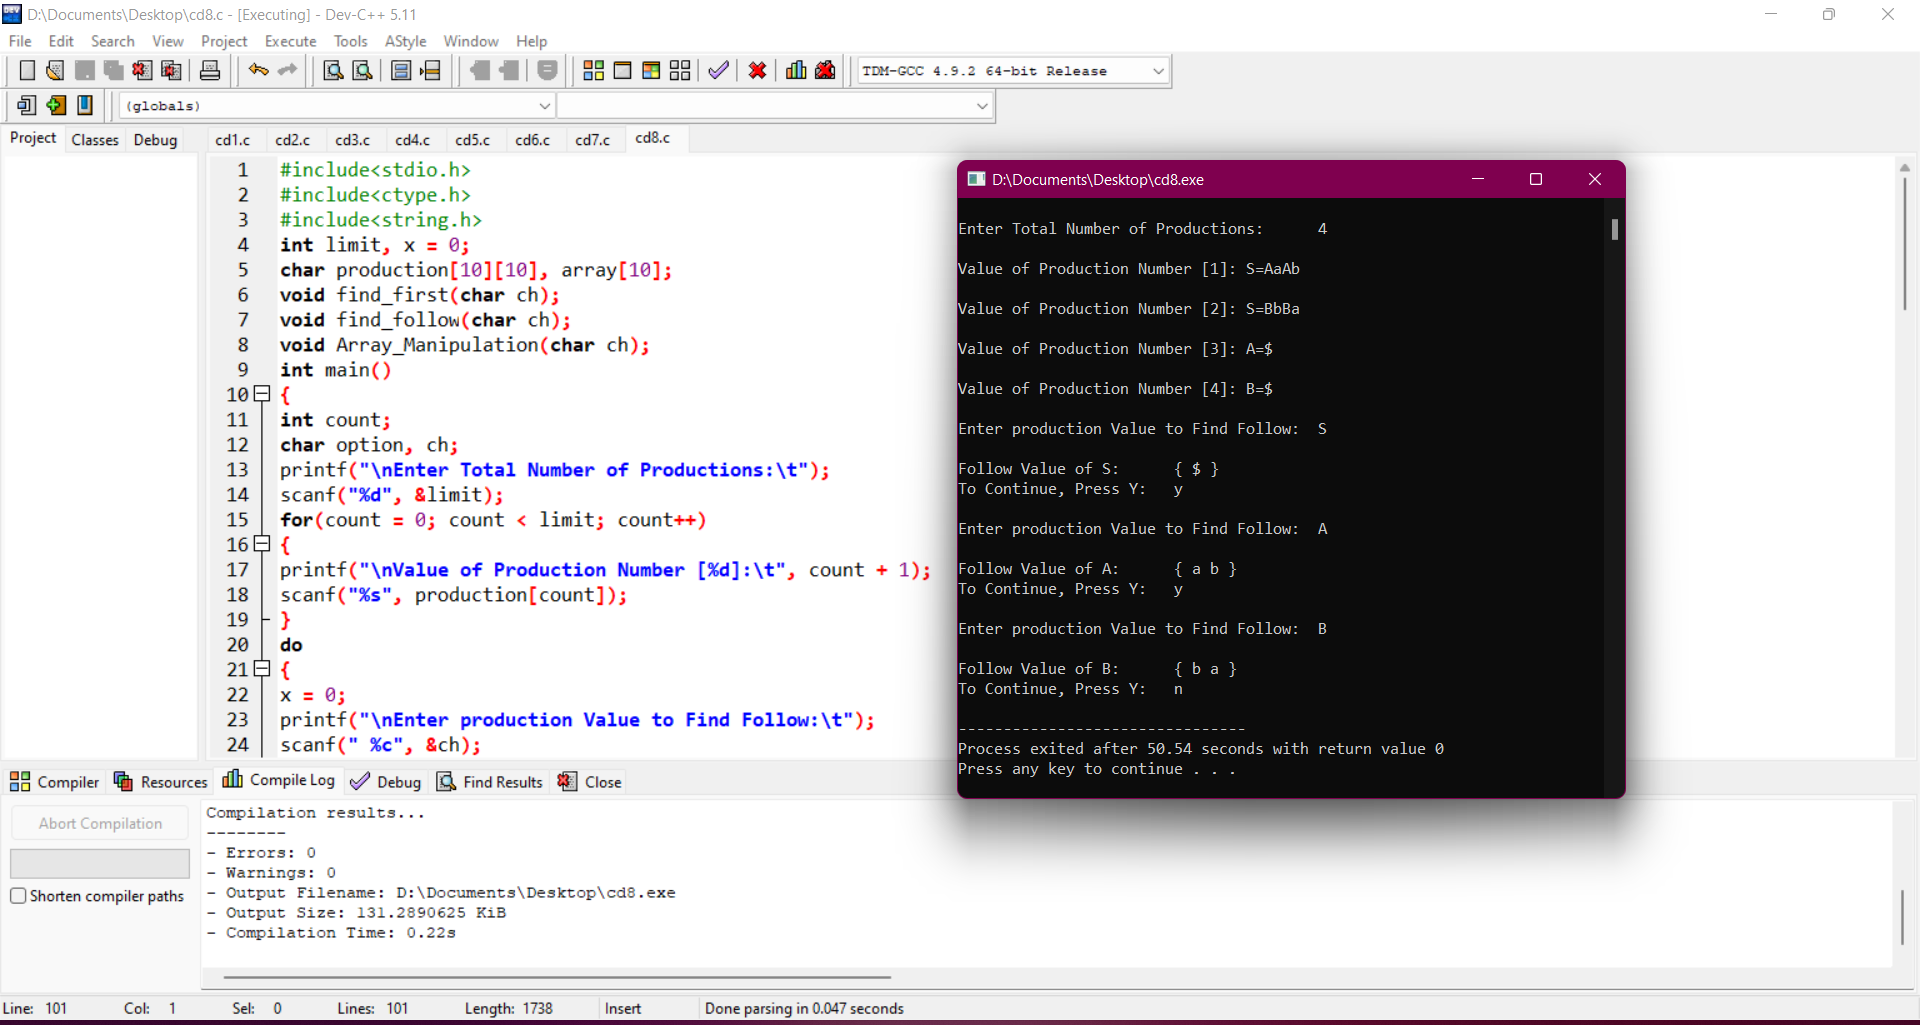 D:\Documents\Desktop\cd8.c - [Executing] - Dev-C++ 5.11
File Edit Search View Project Execute Tools AStyle Window Help
TDM-GCC 4.9.2 64-bit Release
(globals)
Project Classes Debug
cd1.c cd2.c cd3.c cd4.c cd5.c cd6.c cd7.c cd8.c
1 #include<stdio.h>
2 #include<ctype.h>
3 #include<string.h>
4 int limit, x = 0;
5 char production[10][10], array[10];
6 void find_first(char ch);
7 void find_follow(char ch);
8 void Array_Manipulation(char ch);
9 int main()
10 {
11 int count;
12 char option, ch;
13 printf("\nEnter Total Number of Productions:\t");
14 scanf("%d", &limit);
15 for(count = 0; count < limit; count++)
16 {
17 printf("\nValue of Production Number [%d]:\t", count + 1);
18 scanf("%s", production[count]);
19 }
20 do
21 {
22 x = 0;
23 printf("\nEnter production Value to Find Follow:\t");
24 scanf(" %c", &ch);
D:\Documents\Desktop\cd8.exe
Enter Total Number of Productions: 4
Value of Production Number [1]: S=AaAb
Value of Production Number [2]: S=BbBa
Value of Production Number [3]: A=$
Value of Production Number [4]: B=$
Enter production Value to Find Follow: S
Follow Value of S: { $ }
To Continue, Press Y: y
Enter production Value to Find Follow: A
Follow Value of A: { a b }
To Continue, Press Y: y
Enter production Value to Find Follow: B
Follow Value of B: { b a }
To Continue, Press Y: n
--------------------------------
Process exited after 50.54 seconds with return value 0
Press any key to continue . . .
Compiler Resources Compile Log Debug Find Results Close
Abort Compilation
Shorten compiler paths
Compilation results...
--------
- Errors: 0
- Warnings: 0
- Output Filename: D:\Documents\Desktop\cd8.exe
- Output Size: 131.2890625 KiB
- Compilation Time: 0.22s
Line: 101 Col: 1 Sel: 0 Lines: 101 Length: 1738 Insert Done parsing in 0.047 seconds